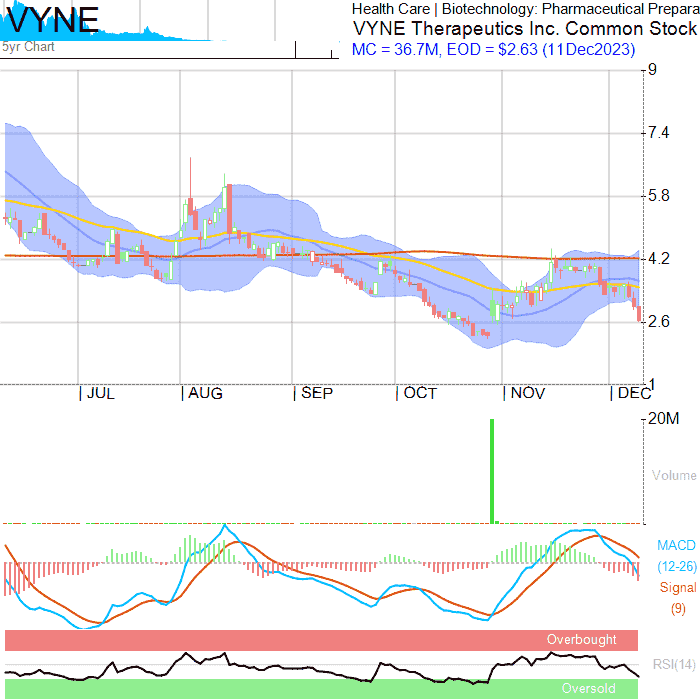 VYNE
5yr Chart
Health Care | Biotechnology: Pharmaceutical Prepara
VYNE Therapeutics Inc. Common Stock
MC = 36.7M, EOD = $2.63 (11Dec2023)
9
7.4
5.8
4.2
2.6
1
JUL AUG SEP OCT NOV DEC
20M
Volume
MACD
(12-26)
Signal
(9)
Overbought
RSI(14)
Oversold